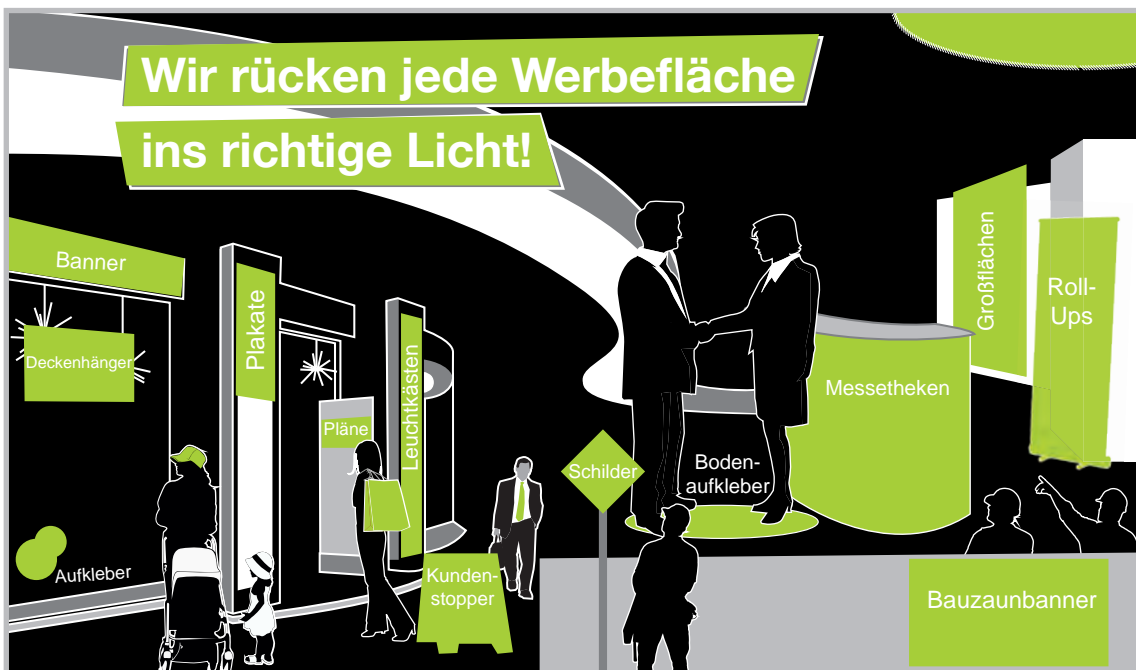 Wir rücken jede Werbefläche
ins richtige Licht!
Banner
Deckenhänger
Plakate
Leuchtkästen
Pläne
Aufkleber
Kunden-
stopper
Schilder
Boden-
aufkleber
Messetheken
Großflächen
Roll-
Ups
Bauzaunbanner